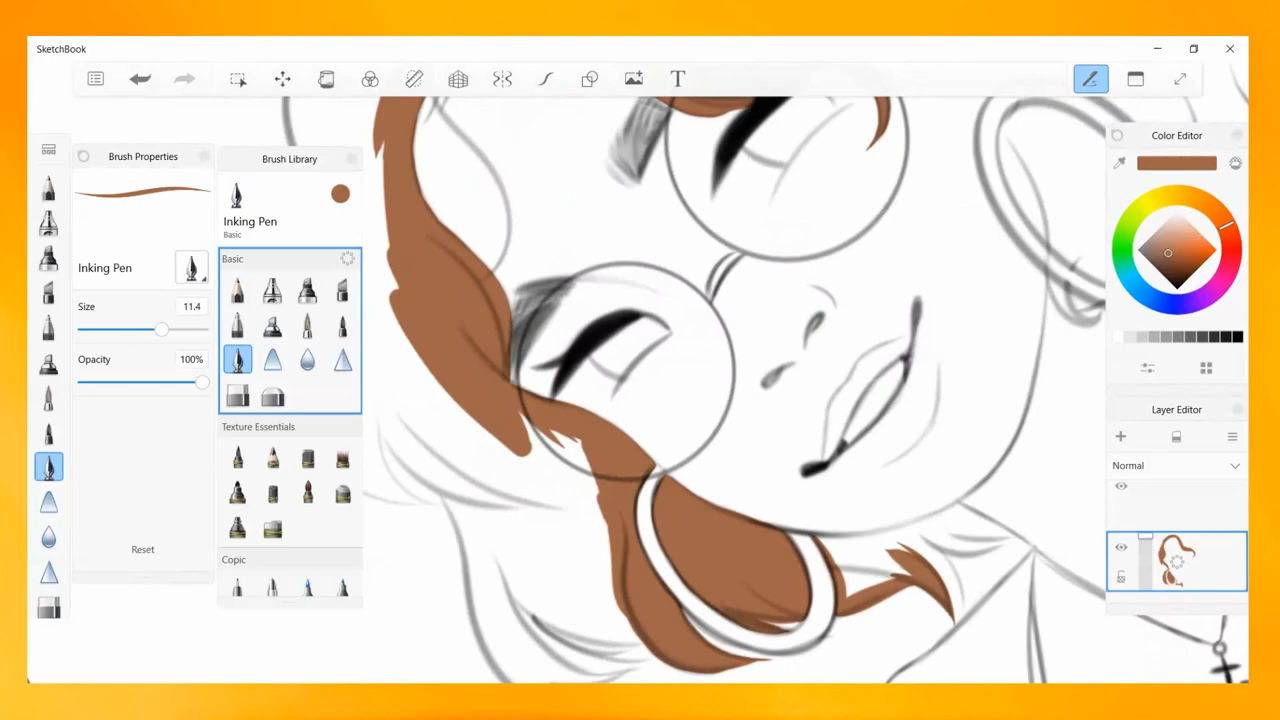 SketchBook
T
Brush Properties
Inking Pen
Size 11.4
Opacity 100%
Reset
Brush Library
Inking Pen
Basic
Basic
Texture Essentials
Copic
Color Editor
Layer Editor
Normal